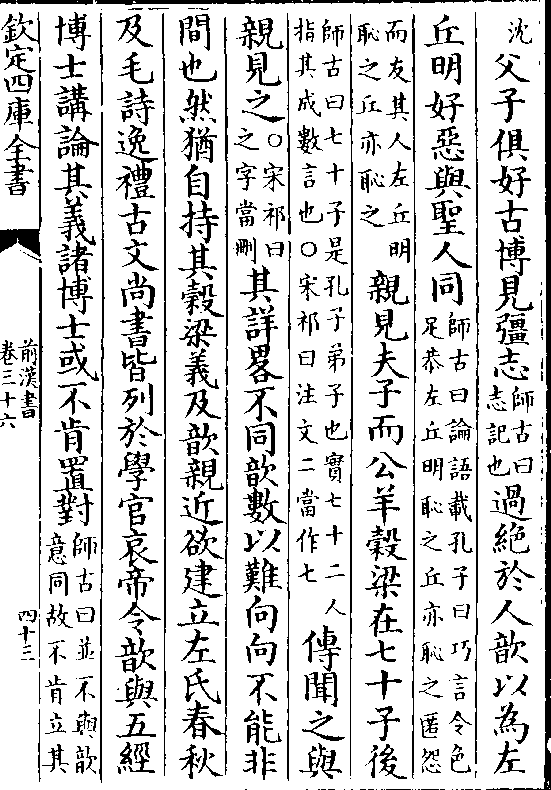 沈父子俱好古博見彊志師古曰志記也過絕於人歆以為左
丘明好惡與聖人同師古曰論語載孔子曰巧言令色足恭左丘明恥之丘亦恥之匿怨
而友其人左丘明恥之丘亦恥之親見夫子而公羊穀梁在七十子後
師古曰七十子是孔子弟子也實七十二人指其成數言也〇宋祁曰注文二當作七傳聞之與
親見之〇宋祁曰之字當刪其詳畧不同歆數以難向向不能非
間也然猶自持其穀梁義及歆親近欲建立左氏春秋
及毛詩逸禮古文尚書皆列於學官哀帝令歆與五經
博士講論其義諸博士或不肯置對師古曰並不與歆意同故不肯立其
欽定四庫全書
前漢書
卷三十六
四十三